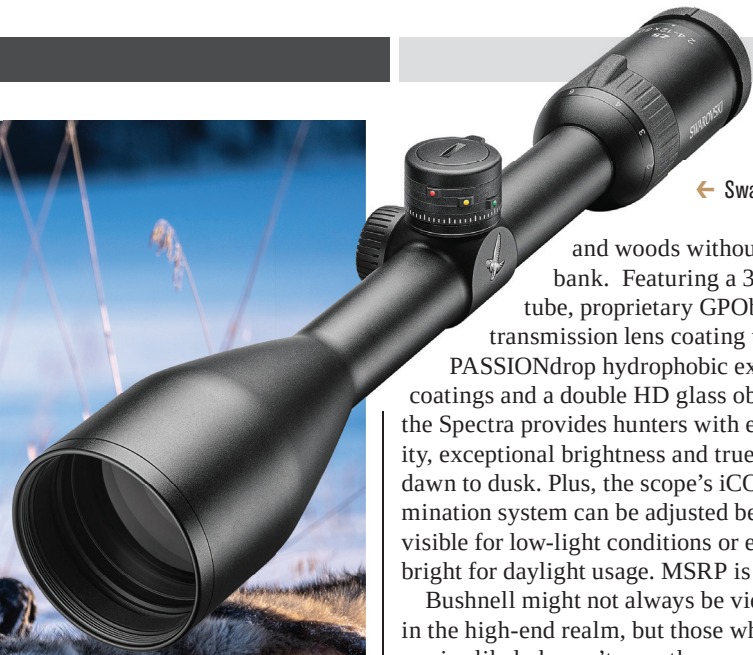 SWAROVSKI
← Swa
and woods withou
bank. Featuring a 3
tube, proprietary GPOb
transmission lens coating
PASSIONdrop hydrophobic ex
coatings and a double HD glass ob
the Spectra provides hunters with e
ity, exceptional brightness and true
dawn to dusk. Plus, the scope's iCO
mination system can be adjusted be
visible for low-light conditions or e
bright for daylight usage. MSRP is
Bushnell might not always be vie
in the high-end realm, but those wh